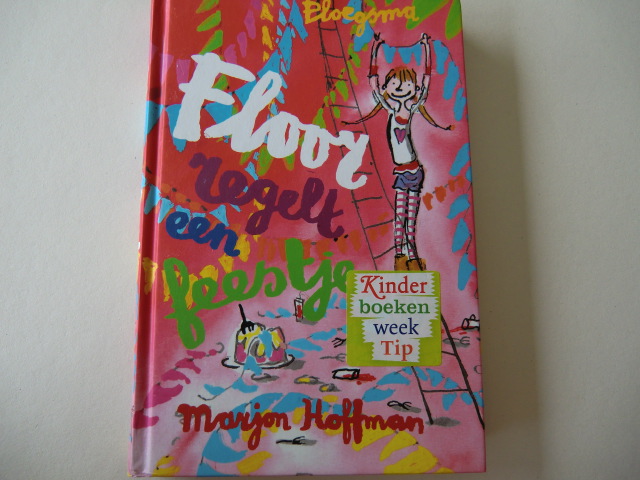 Ploegsma
Floor
regelt
een
feestje
Kinder
boeken
week
Tip
Marjon Hoffman